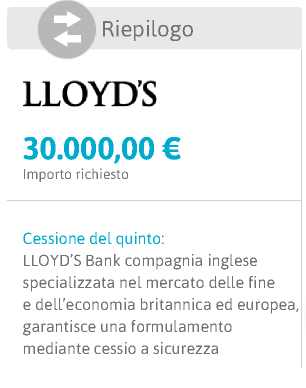 Riepilogo
LLOYD'S
30.000,00 €
Importo richiesto
Cessione del quinto:
LLOYD'S Bank compagnia inglese
specializzata nel mercato delle fine
e dell'economia britannica ed europea,
garantisce una formulamento
mediante cessio a sicurezza